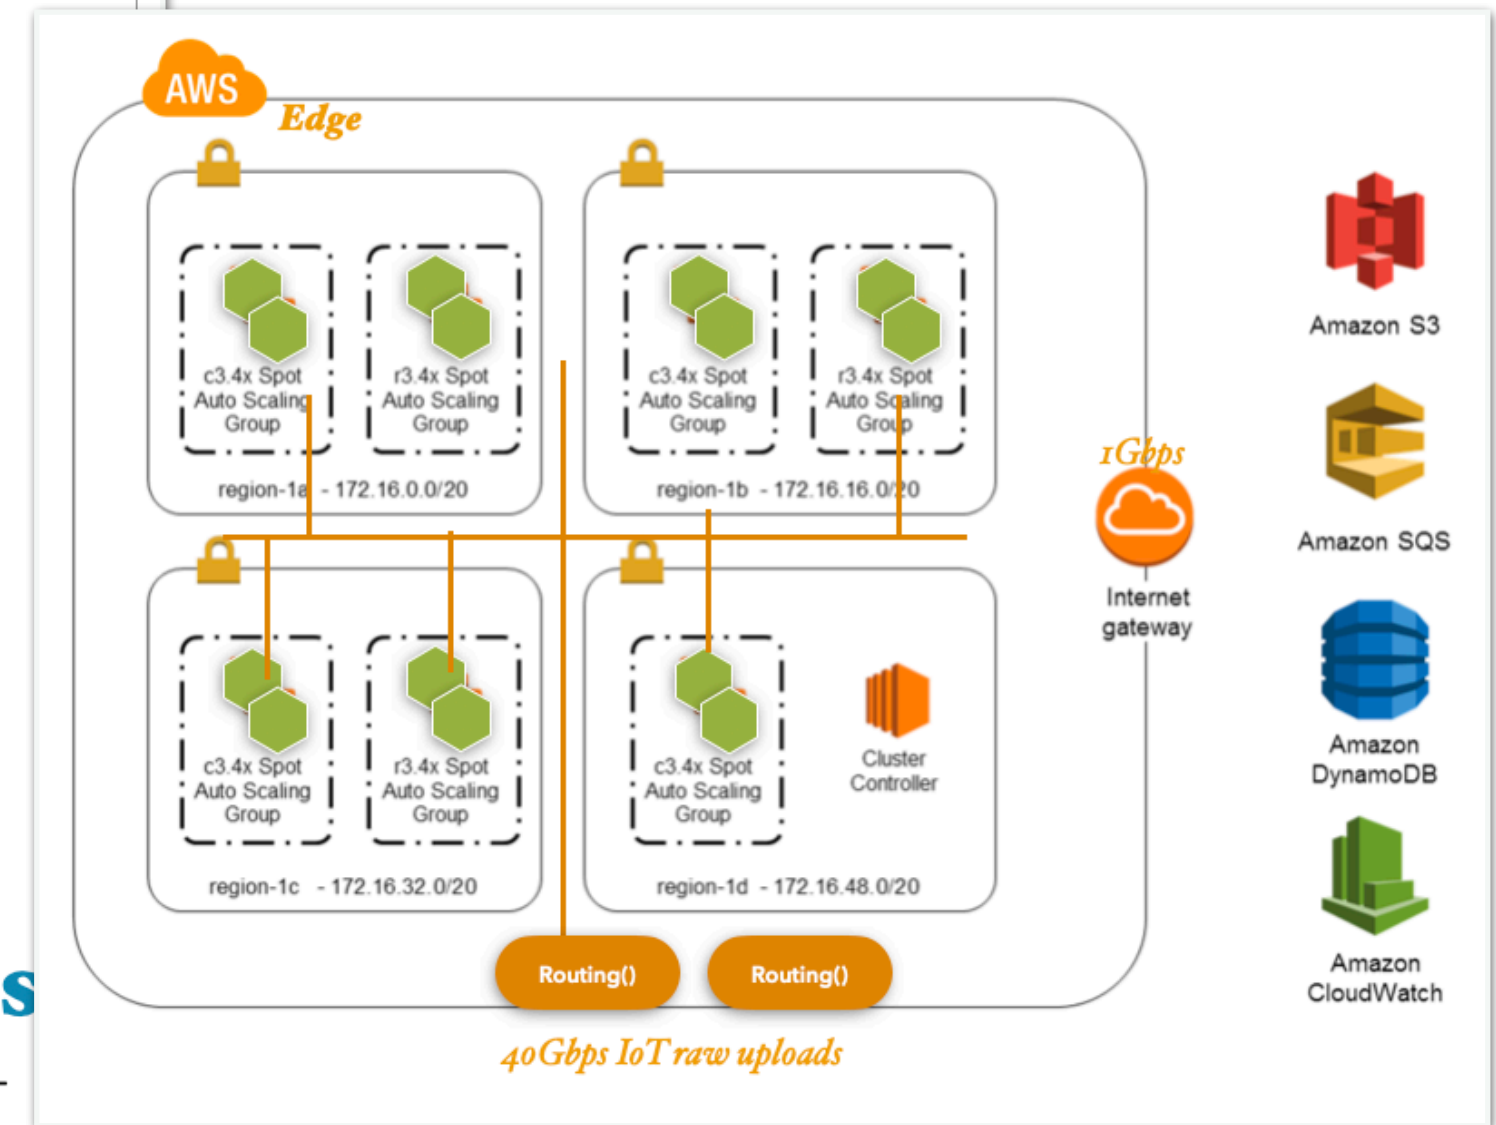 AWS
Edge
c3.4x Spot
Auto Scaling
Group
r3.4x Spot
Auto Scaling
Group
region-1a - 172.16.0.0/20
c3.4x Spot
Auto Scaling
Group
r3.4x Spot
Auto Scaling
Group
region-1b - 172.16.16.0/20
c3.4x Spot
Auto Scaling
Group
r3.4x Spot
Auto Scaling
Group
region-1c - 172.16.32.0/20
c3.4x Spot
Auto Scaling
Group
Cluster
Controller
region-1d - 172.16.48.0/20
1Gbps
Internet
gateway
Amazon S3
Amazon SQS
Amazon
DynamoDB
Amazon
CloudWatch
Routing()
Routing()
40Gbps IoT raw uploads
s